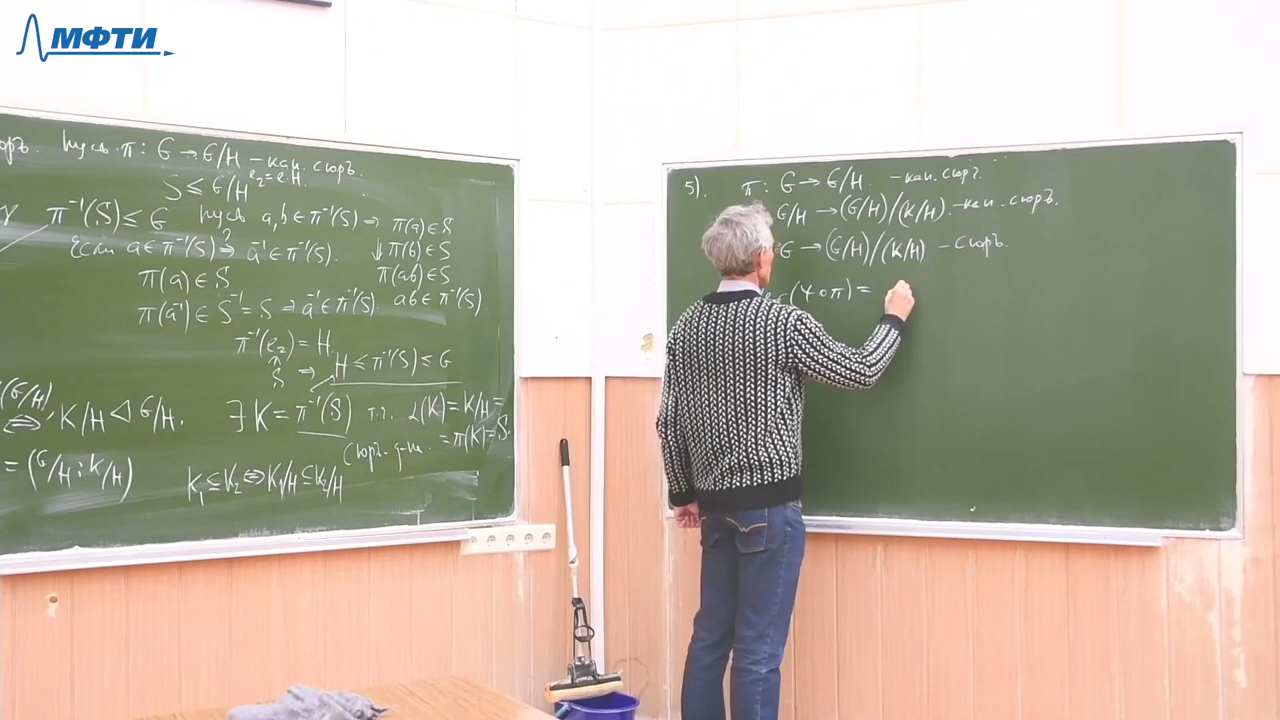 МФТИ
Пусть π: G → G/H – кан. сюръ.
S ≤ G/H e₂ = e·H.
π⁻¹(S) ≤ G Пусть a, b ∈ π⁻¹(S) ⇒ π(a) ∈ S
Если a ∈ π⁻¹(S) ⇒? a⁻¹ ∈ π⁻¹(S). ↓ π(b) ∈ S
π(a) ∈ S π(ab) ∈ S
π(a⁻¹) ∈ S⁻¹ = S ⇒ a⁻¹ ∈ π⁻¹(S). ab ∈ π⁻¹(S)
π⁻¹(e₂) = H.
S ⇒ H ≤ π⁻¹(S) ≤ G
⇔ K/H ◁ G/H. ∃ K = π⁻¹(S) т.ч. α(K) = K/H =
= π(K) = S.
= (G/H : K/H)
K₁ ≤ K₂ ⇔ K₁/H ≤ K₂/H
5). π: G → G/H. – кан. сюръ.
G/H → (G/H)/(K/H). – кан. сюръ.
G → (G/H)/(K/H) – сюръ.
(ψ∘π) =